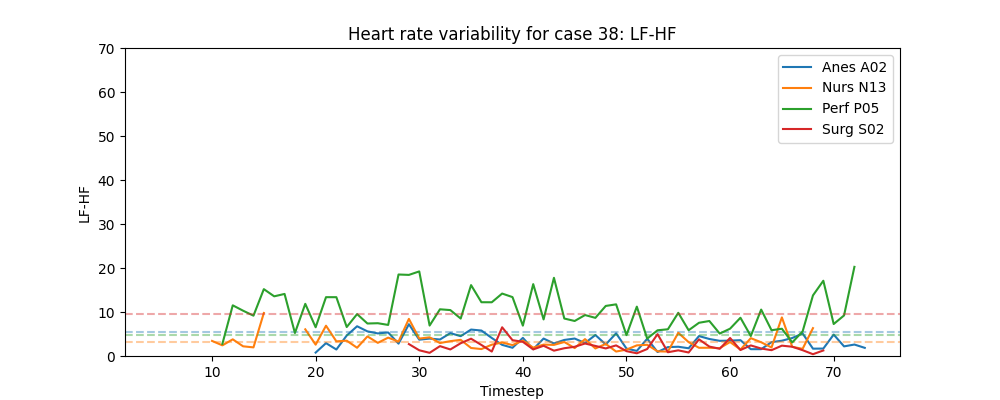 Heart rate variability for case 38: LF-HF
LF-HF
70
60
50
40
30
20
10
0
10 20 30 40 50 60 70
Timestep
Anes A02
Nurs N13
Perf P05
Surg S02